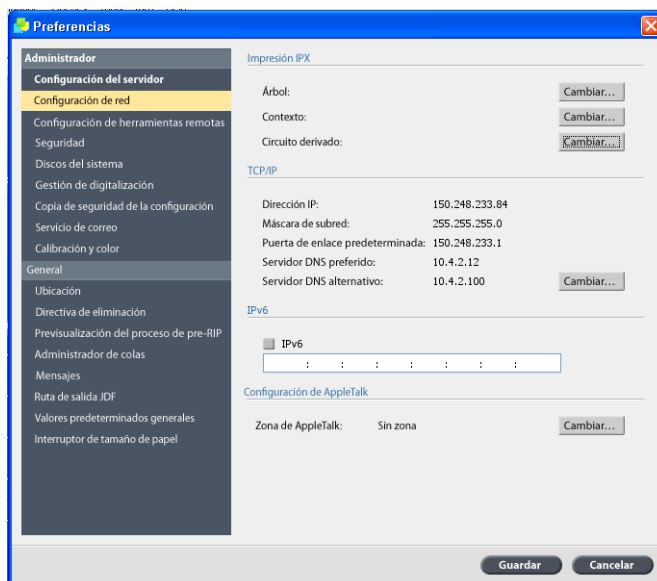 Preferencias
Administrador
Configuración del servidor
Configuración de red
Configuración de herramientas remotas
Seguridad
Discos del sistema
Gestión de digitalización
Copia de seguridad de la configuración
Servicio de correo
Calibración y color
General
Ubicación
Directiva de eliminación
Previsualización del proceso de pre-RIP
Administrador de colas
Mensajes
Ruta de salida JDF
Valores predeterminados generales
Interruptor de tamaño de papel
Impresión IPX
Árbol: Cambiar...
Contexto: Cambiar...
Circuito derivado: Cambiar...
TCP/IP
Dirección IP: 150.248.233.84
Máscara de subred: 255.255.255.0
Puerta de enlace predeterminada: 150.248.233.1
Servidor DNS preferido: 10.4.2.12
Servidor DNS alternativo: 10.4.2.100 Cambiar...
IPv6
IPv6
: : : : : : :
Configuración de AppleTalk
Zona de AppleTalk: Sin zona Cambiar...
Guardar Cancelar